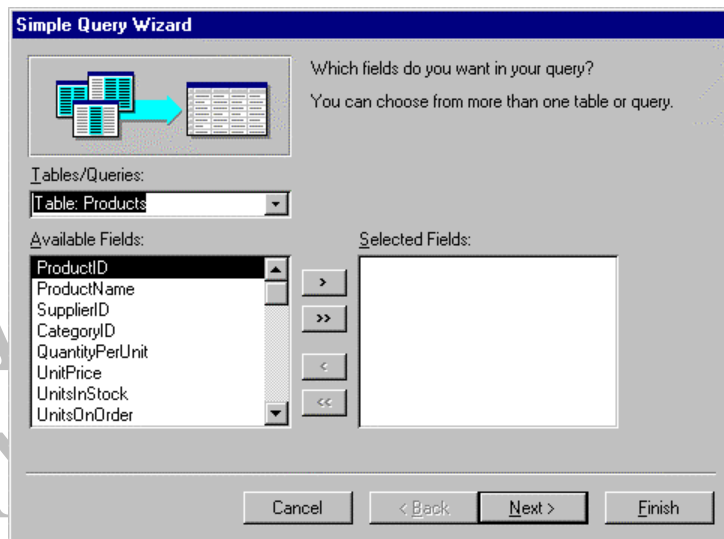 Simple Query Wizard
Which fields do you want in your query?
You can choose from more than one table or query.
Tables/Queries:
Table: Products
Available Fields:
Selected Fields:
ProductID
ProductName
SupplierID
CategoryID
QuantityPerUnit
UnitPrice
UnitsInStock
UnitsOnOrder
>
>>
<
<<
Cancel
< Back
Next >
Finish